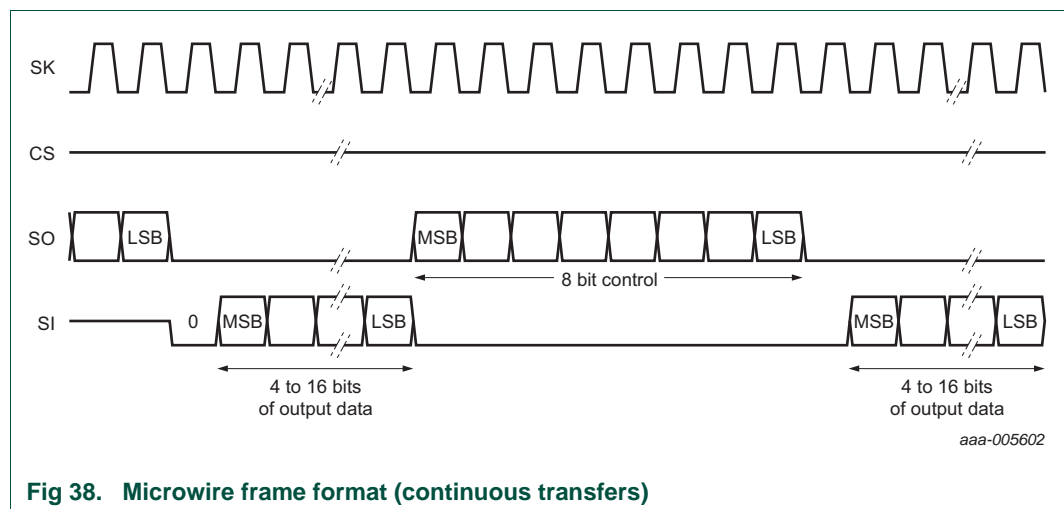 SK
CS
SO
LSB
MSB
LSB
8 bit control
SI
0
MSB
LSB
MSB
LSB
4 to 16 bits
of output data
4 to 16 bits
of output data
aaa-005602
Fig 38. Microwire frame format (continuous transfers)